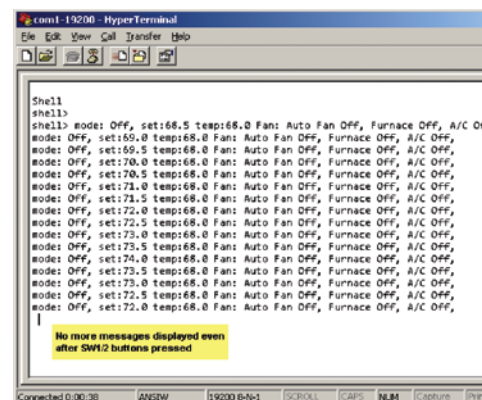 com1-19200 - HyperTerminal
File Edit View Call Transfer Help
Shell
shell>
shell> mode: Off, set:68.5 temp:68.0 Fan: Auto Fan Off, Furnace Off, A/C
mode: Off, set:69.0 temp:68.0 Fan: Auto Fan Off, Furnace Off, A/C Off,
mode: Off, set:69.5 temp:68.0 Fan: Auto Fan Off, Furnace Off, A/C Off,
mode: Off, set:70.0 temp:68.0 Fan: Auto Fan Off, Furnace Off, A/C Off,
mode: Off, set:70.5 temp:68.0 Fan: Auto Fan Off, Furnace Off, A/C Off,
mode: Off, set:71.0 temp:68.0 Fan: Auto Fan Off, Furnace Off, A/C Off,
mode: Off, set:71.5 temp:68.0 Fan: Auto Fan Off, Furnace Off, A/C Off,
mode: Off, set:72.0 temp:68.0 Fan: Auto Fan Off, Furnace Off, A/C Off,
mode: Off, set:72.5 temp:68.0 Fan: Auto Fan Off, Furnace Off, A/C Off,
mode: Off, set:73.0 temp:68.0 Fan: Auto Fan Off, Furnace Off, A/C Off,
mode: Off, set:73.5 temp:68.0 Fan: Auto Fan Off, Furnace Off, A/C Off,
mode: Off, set:74.0 temp:68.0 Fan: Auto Fan Off, Furnace Off, A/C Off,
mode: Off, set:73.5 temp:68.0 Fan: Auto Fan Off, Furnace Off, A/C Off,
mode: Off, set:73.0 temp:68.0 Fan: Auto Fan Off, Furnace Off, A/C Off,
mode: Off, set:72.5 temp:68.0 Fan: Auto Fan Off, Furnace Off, A/C Off,
mode: Off, set:72.0 temp:68.0 Fan: Auto Fan Off, Furnace Off, A/C Off,
No more messages displayed even
after SW1/2 buttons pressed
Connected 0:00:38 ANSIW 19200 8-N-1 SCROLL CAPS NUM Capture